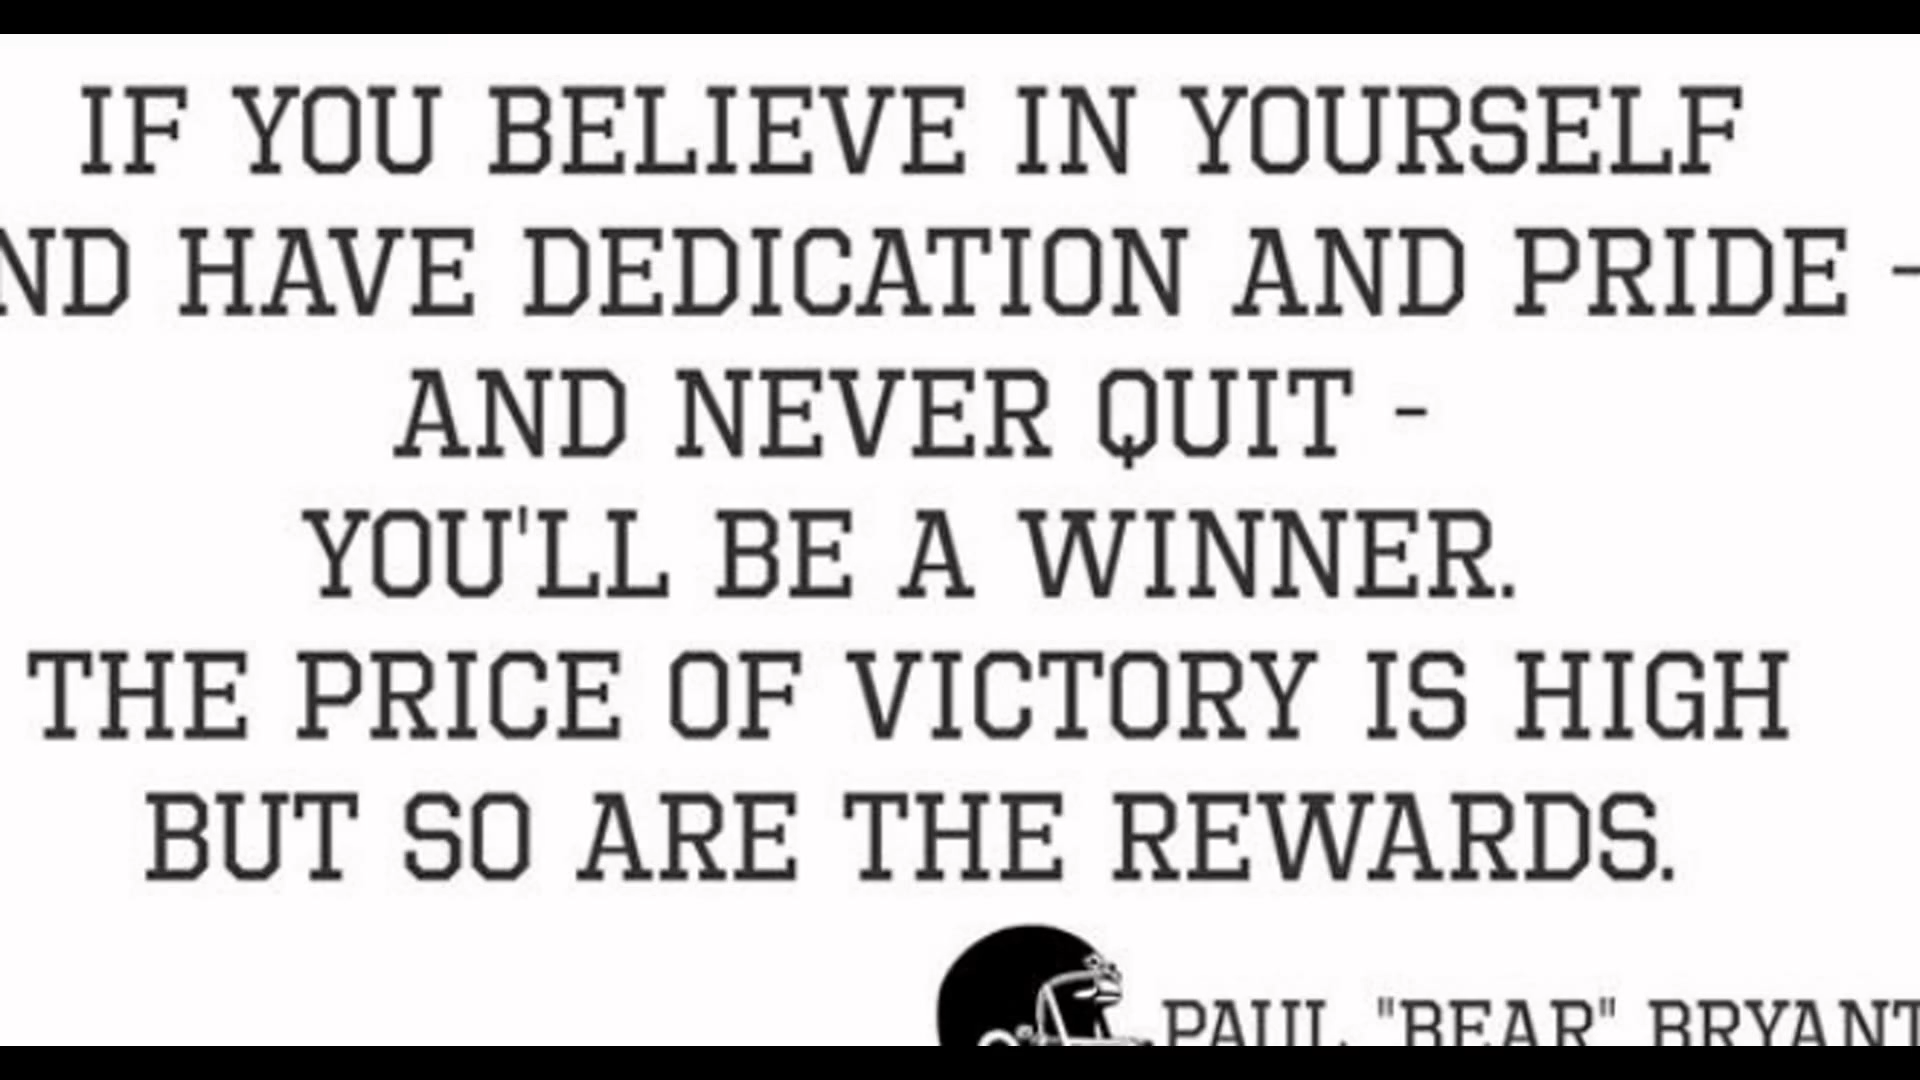 IF YOU BELIEVE IN YOURSELF
ND HAVE DEDICATION AND PRIDE -
AND NEVER QUIT -
YOU'LL BE A WINNER.
THE PRICE OF VICTORY IS HIGH
BUT SO ARE THE REWARDS.
PAUL "BEAR" BRYANT